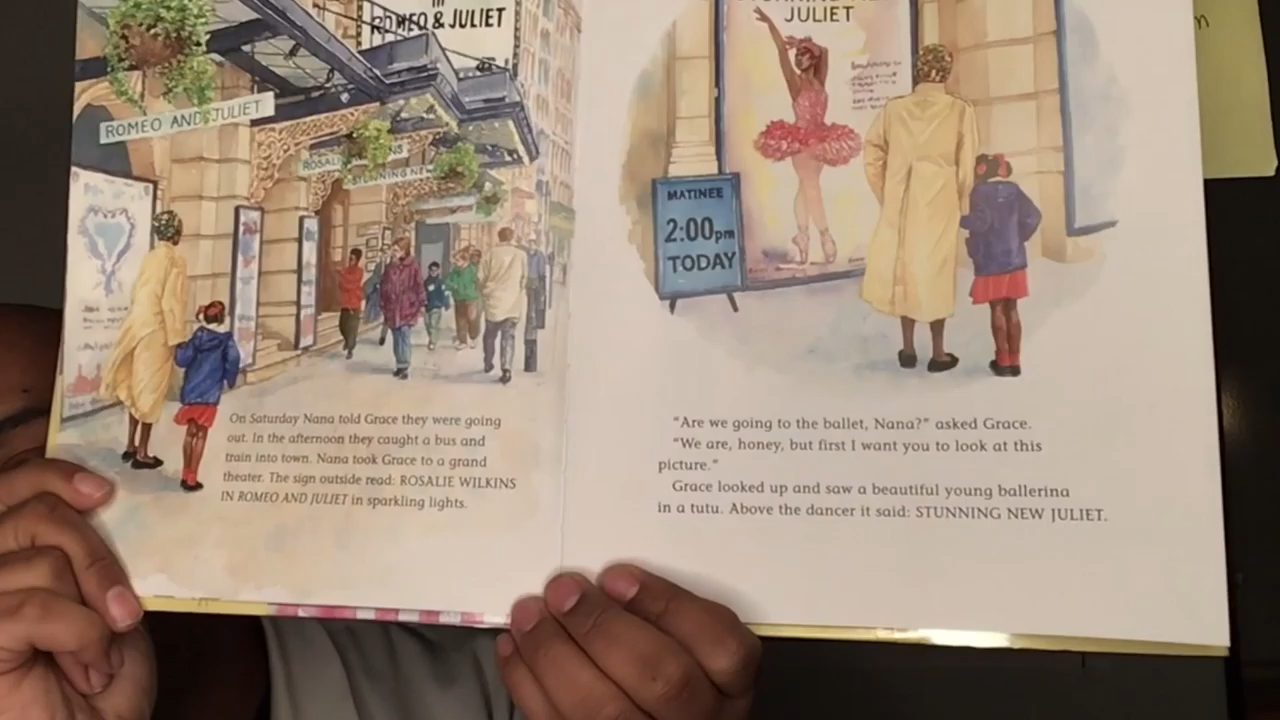 ROMEO & JULIET
ROMEO AND JULIET
STUNNING NEW
JULIET
MATINEE
2:00pm
TODAY
On Saturday Nana told Grace they were going
out. In the afternoon they caught a bus and
train into town. Nana took Grace to a grand
theater. The sign outside read: ROSALIE WILKINS
IN ROMEO AND JULIET in sparkling lights.
"Are we going to the ballet, Nana?" asked Grace.
"We are, honey, but first I want you to look at this
picture."
Grace looked up and saw a beautiful young ballerina
in a tutu. Above the dancer it said: STUNNING NEW JULIET.